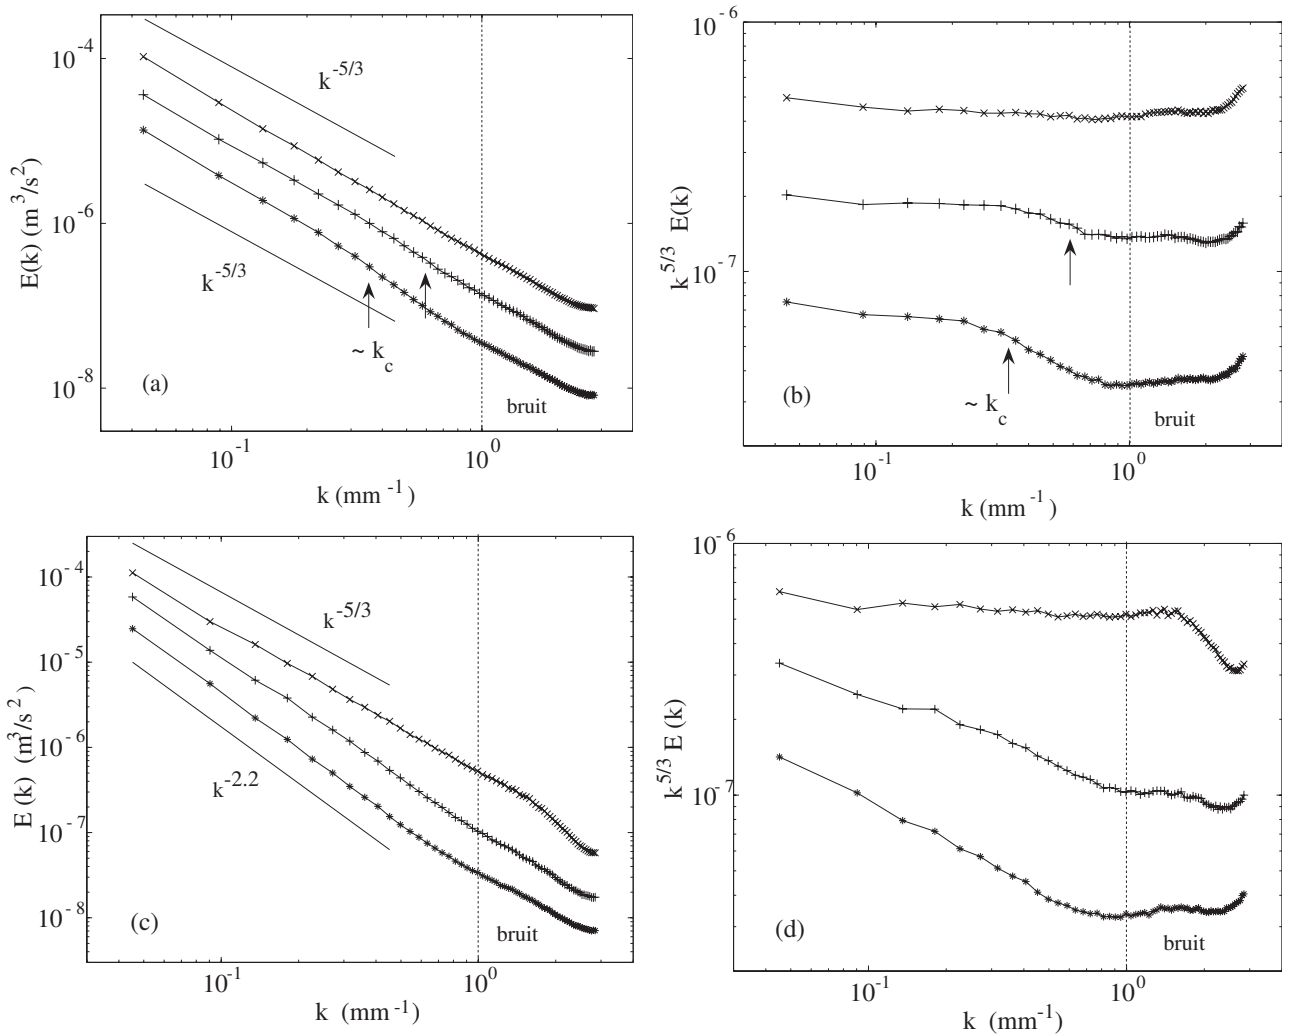 10^-4
10^-6
10^-8
E(k) (m^3/s^2)
k^-5/3
k^-5/3
~ k_c
(a)
bruit
10^-1
10^0
k (mm^-1)
10^-6
10^-7
k^5/3 E(k)
~ k_c
(b)
bruit
10^-1
10^0
k (mm^-1)
10^-4
10^-5
10^-6
10^-7
10^-8
E (k) (m^3/s^2)
k^-5/3
k^-2.2
(c)
bruit
10^-1
10^0
k (mm^-1)
10^-6
10^-7
k^5/3 E (k)
(d)
bruit
10^-1
10^0
k (mm^-1)